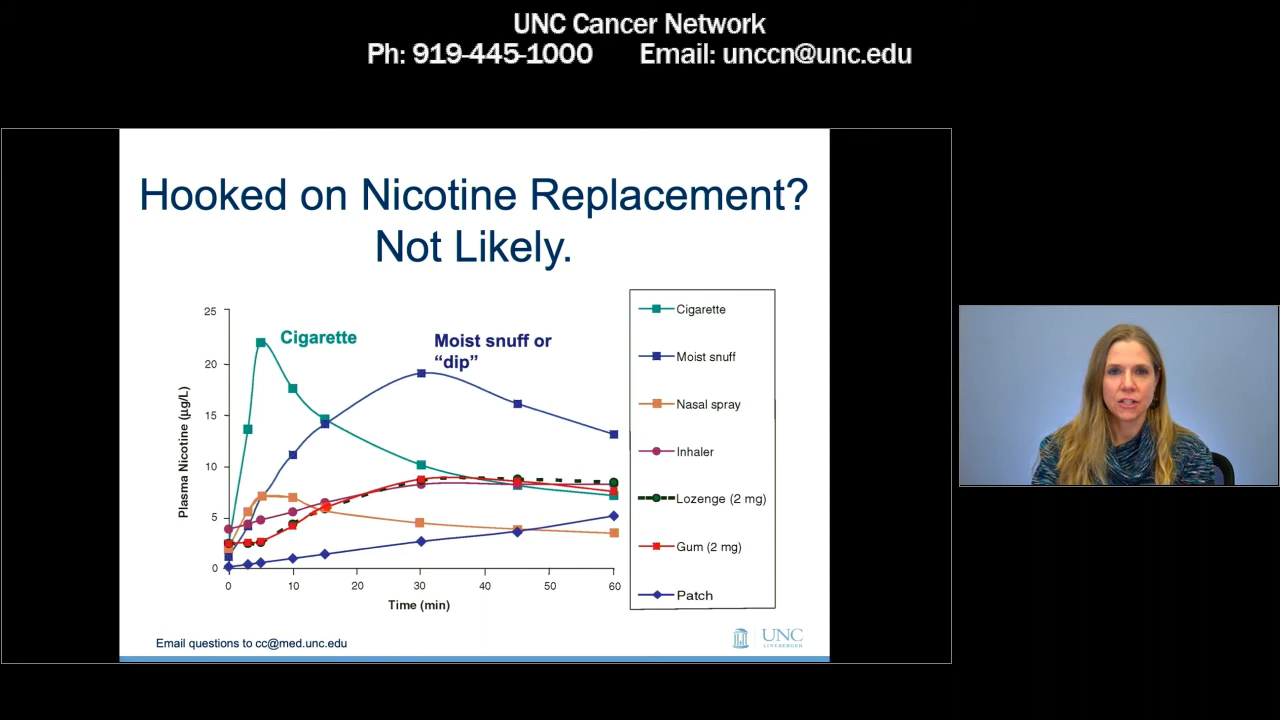 UNC Cancer Network
Ph: 919-445-1000 Email: unccn@unc.edu
Hooked on Nicotine Replacement?
Not Likely.
Cigarette
Moist snuff or
“dip”
Plasma Nicotine (µg/L)
25
20
15
10
5
0
0 10 20 30 40 50 60
Time (min)
Cigarette
Moist snuff
Nasal spray
Inhaler
Lozenge (2 mg)
Gum (2 mg)
Patch
Email questions to cc@med.unc.edu
UNC
LINEBERGER